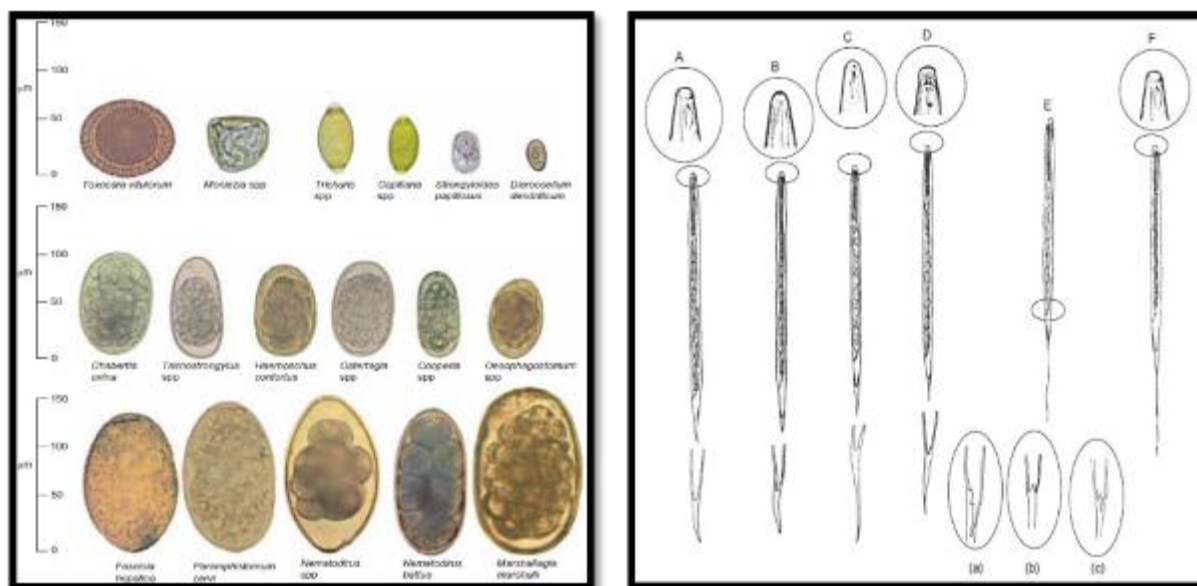 150
100
μm
50
0
Toxocara vitulorum
Moniezia spp
Trichuris
spp
Capillaria
spp
Strongyloides
papillosus
Dicrocoelium
dendriticum
150
100
μm
50
0
Chabertia
ovina
Trichostrongylus
spp
Haemonchus
contortus
Ostertagia
spp
Cooperia
spp
Oesophagostomum
spp
150
100
μm
50
0
Fasciola
hepatica
Paramphistomum
cervi
Nematodirus
spp
Nematodirus
battus
Marshallagia
marshalli
A
B
C
D
E
F
(a)
(b)
(c)